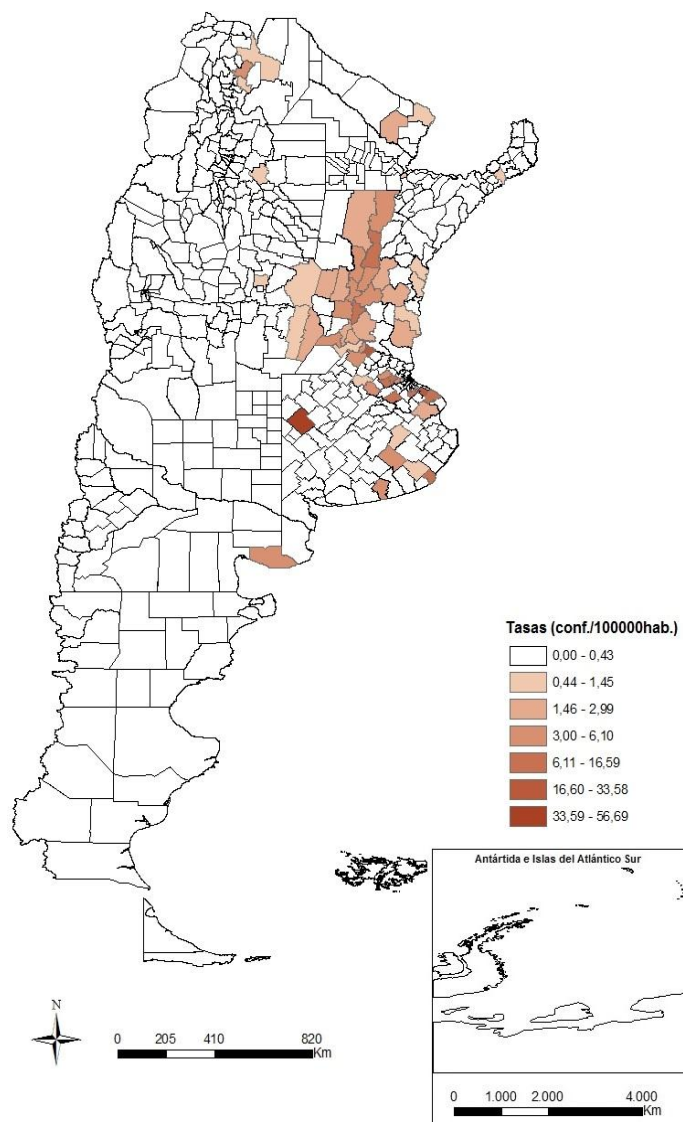 Tasas (conf./100000hab.)
0,00 - 0,43
0,44 - 1,45
1,46 - 2,99
3,00 - 6,10
6,11 - 16,59
16,60 - 33,58
33,59 - 56,69
Antártida e Islas del Atlántico Sur
N
0 205 410 820
Km
0 1.000 2.000 4.000
Km